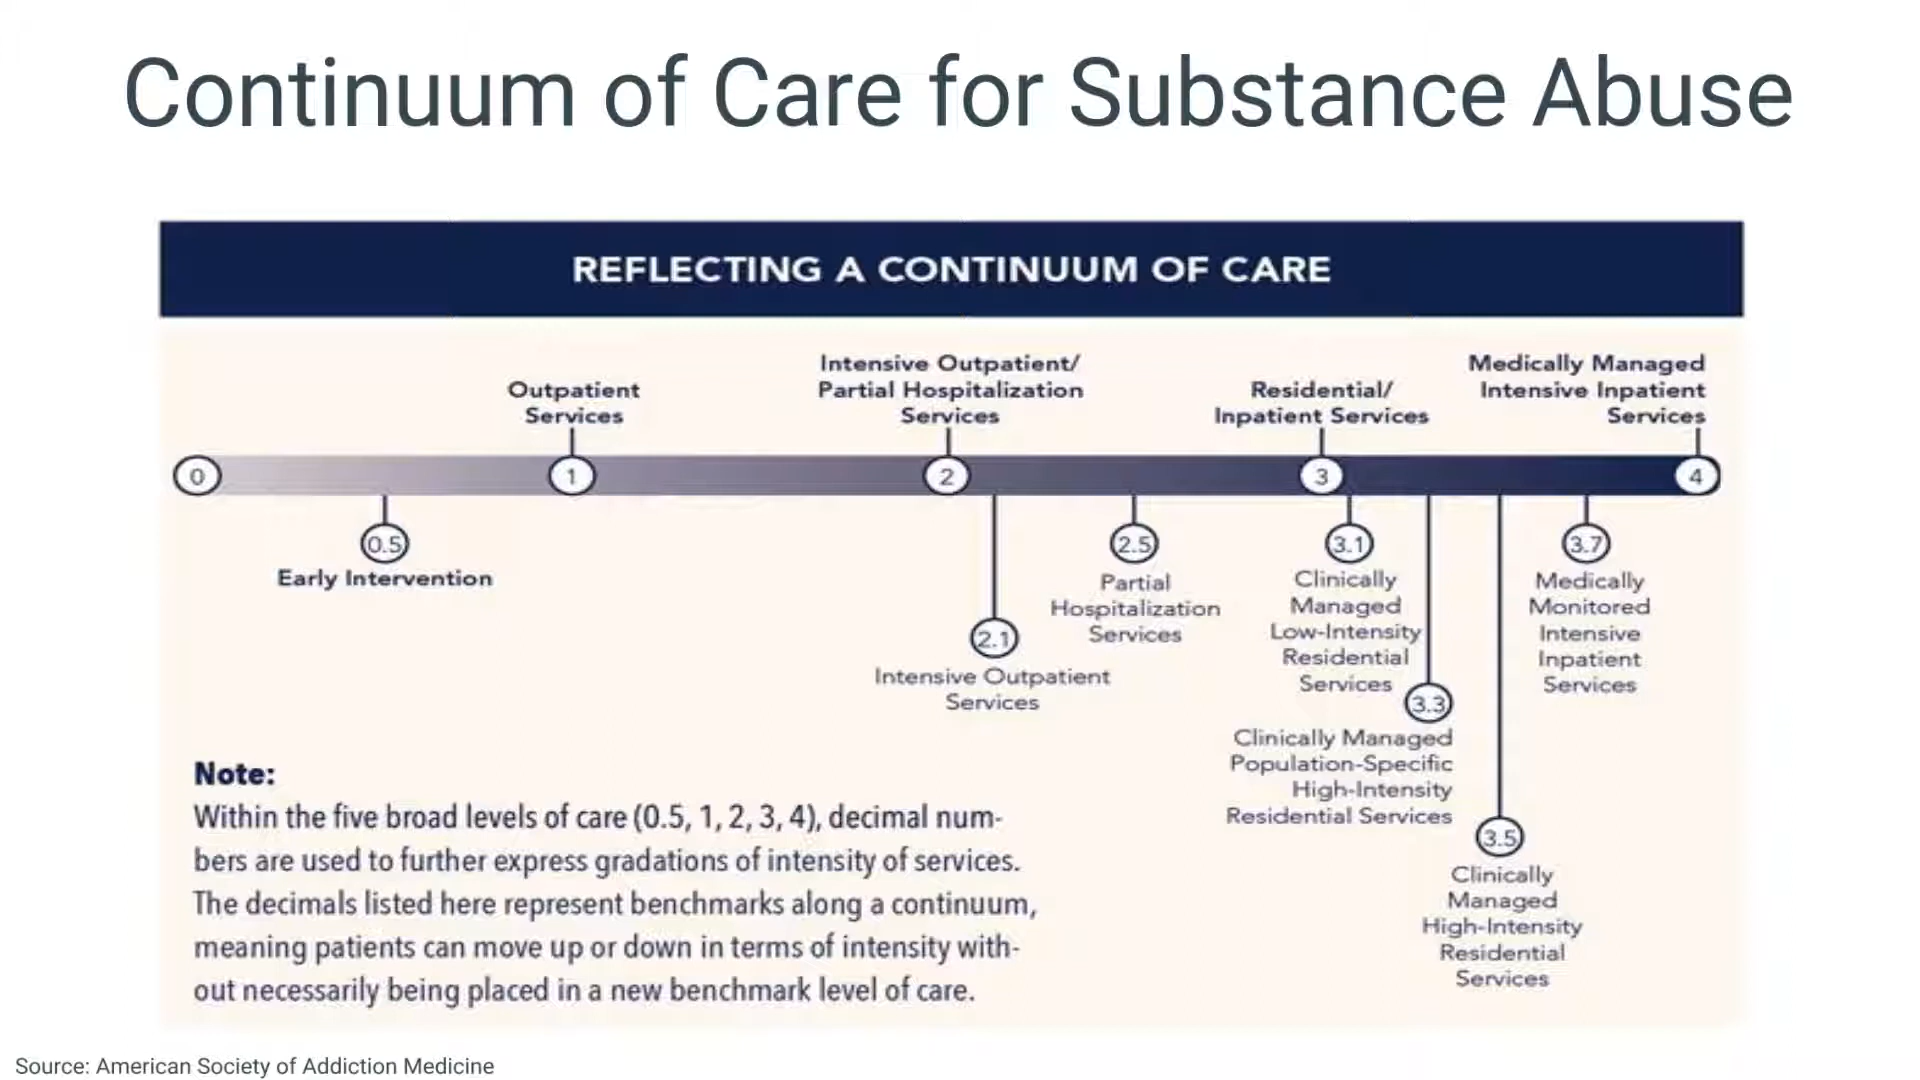 Continuum of Care for Substance Abuse
REFLECTING A CONTINUUM OF CARE
Outpatient
Services
Intensive Outpatient/
Partial Hospitalization
Services
Residential/
Inpatient Services
Medically Managed
Intensive Inpatient
Services
0
1
2
3
4
0.5
Early Intervention
2.1
Intensive Outpatient
Services
2.5
Partial
Hospitalization
Services
3.1
Clinically
Managed
Low-Intensity
Residential
Services
3.3
Clinically Managed
Population-Specific
High-Intensity
Residential Services
3.5
Clinically
Managed
High-Intensity
Residential
Services
3.7
Medically
Monitored
Intensive
Inpatient
Services
Note:
Within the five broad levels of care (0.5, 1, 2, 3, 4), decimal num-
bers are used to further express gradations of intensity of services.
The decimals listed here represent benchmarks along a continuum,
meaning patients can move up or down in terms of intensity with-
out necessarily being placed in a new benchmark level of care.
Source: American Society of Addiction Medicine